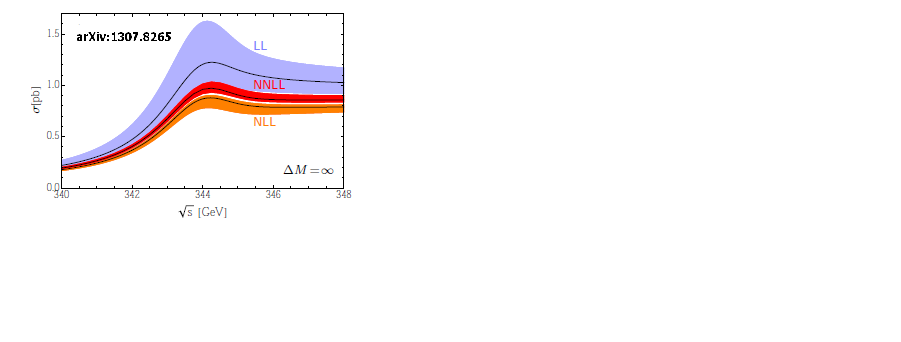 1.5
arXiv:1307.8265
LL
1.0
NNLL
σ[pb]
NLL
0.5
ΔM = ∞
0.0
340 342 344 346 348
√s [GeV]